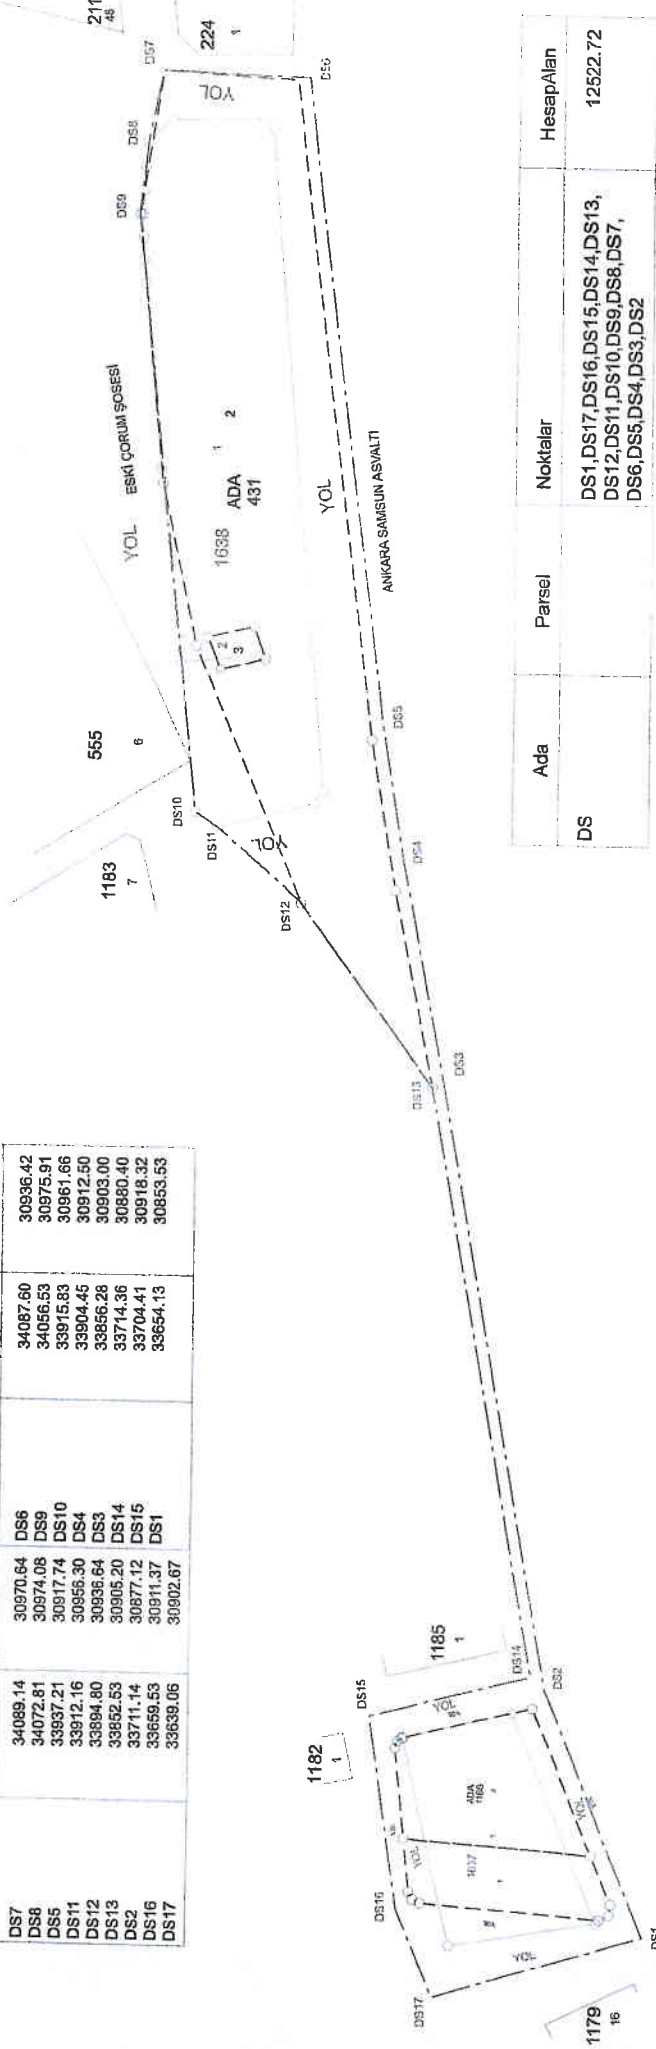 DS7 34089.14 30970.64 DS6 34087.60 30936.42
DS8 34072.81 30974.08 DS9 34056.53 30975.91
DS5 33937.21 30917.74 DS10 33915.83 30961.66
DS11 33912.16 30956.30 DS4 33904.45 30912.50
DS12 33894.80 30936.64 DS3 33856.28 30903.00
DS13 33852.53 30905.20 DS14 33714.36 30880.40
DS2 33711.14 30877.12 DS15 33704.41 30918.32
DS16 33659.53 30911.37 DS1 33654.13 30853.53
DS17 33639.06 30902.67
211
48
224
1
DS7
DS6
YOL
DS8
DS9
ESKİ ÇORUM ŞOSESİ
YOL
1 2
ADA
431
1638
2
3
YOL
ANKARA SAMSUN ASVALTI
555
6
1183
7
DS10
DS11
YOL
DS12
DS5
DS4
DS3
DS13
1185
1
DS14
DS2
DS15
YOL
1182
1
ADA
1637
1
YOL
YOL
YOL
DS16
DS17
DS1
1179
16
Ada Parsel Noktalar HesapAlan
DS DS1,DS17,DS16,DS15,DS14,DS13, 12522.72
DS12,DS11,DS10,DS9,DS8,DS7,
DS6,DS5,DS4,DS3,DS2